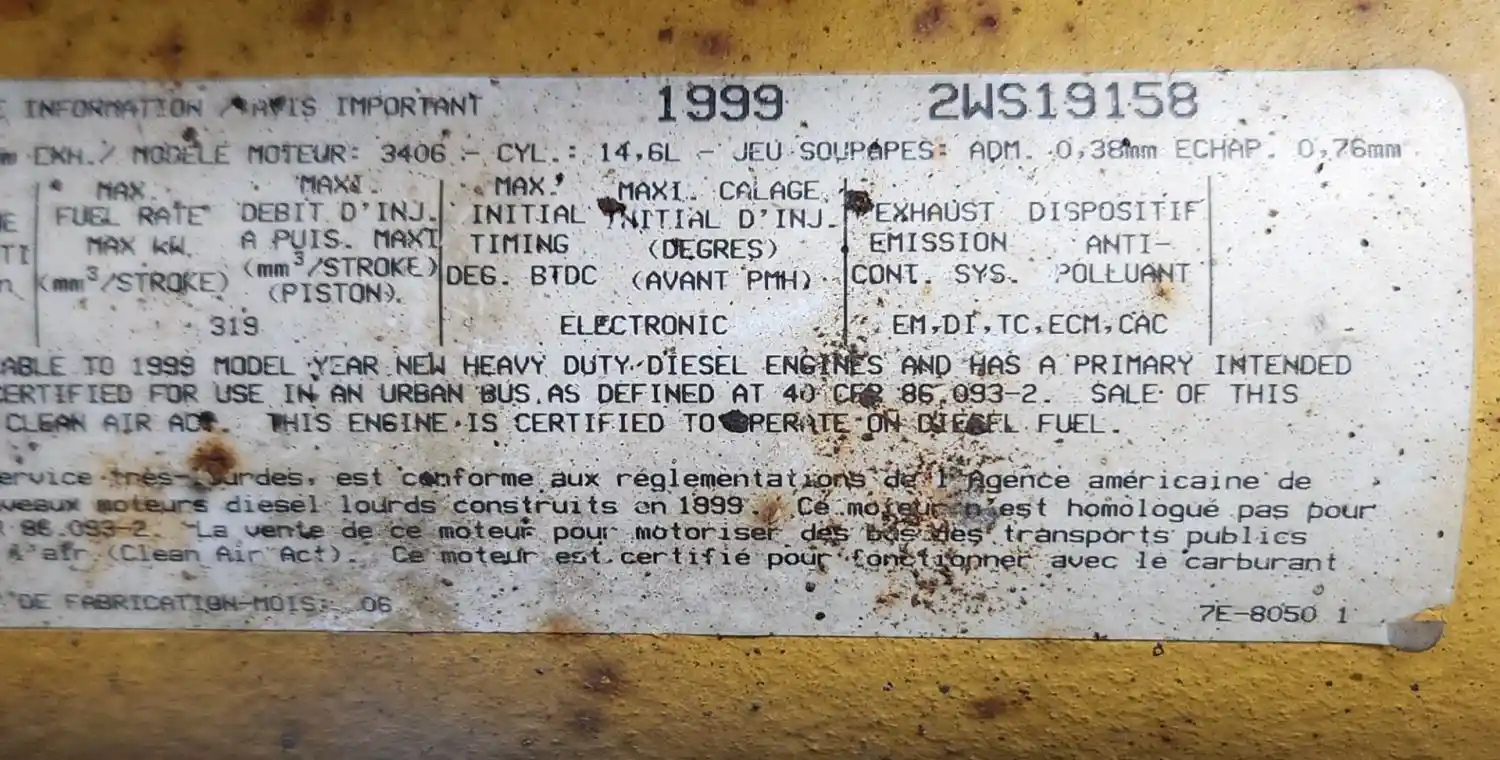 E INFORMATION / AVIS IMPORTANT 1999 2WS19158
EXH./ MODÈLE MOTEUR: 3406 - CYL.: 14,6L - JEU SOUPAPES: ADM. 0,38mm ECHAP. 0,76mm
MAX. MAXI. MAX. MAXI. CALAGE
FUEL RATE DEBIT D'INJ. INITIAL INITIAL D'INJ. EXHAUST DISPOSITIF
MAX kW. A PUIS. MAXI TIMING (DEGRES) EMISSION ANTI-
(mm³/STROKE) (mm³/STROKE) DEG. BTDC (AVANT PMH) CONT. SYS. POLLUANT
(PISTON).
319 ELECTRONIC EM,DI,TC,ECM,CAC
ABLE TO 1999 MODEL YEAR NEW HEAVY DUTY DIESEL ENGINES AND HAS A PRIMARY INTENDED
CERTIFIED FOR USE IN AN URBAN BUS AS DEFINED AT 40 CFR 86.093-2. SALE OF THIS
CLEAN AIR ACT. THIS ENGINE IS CERTIFIED TO OPERATE ON DIESEL FUEL.
ervice très-lourdes, est conforme aux réglementations de l'Agence américaine de
veaux moteurs diesel lourds construits en 1999. Ce moteur n'est homologué pas pour
86.093-2. La vente de ce moteur pour motoriser des bus des transports publics
(Clean Air Act). Ce moteur est certifié pour fonctionner avec le carburant
DE FABRICATION-MOIS: 06 7E-8050 1